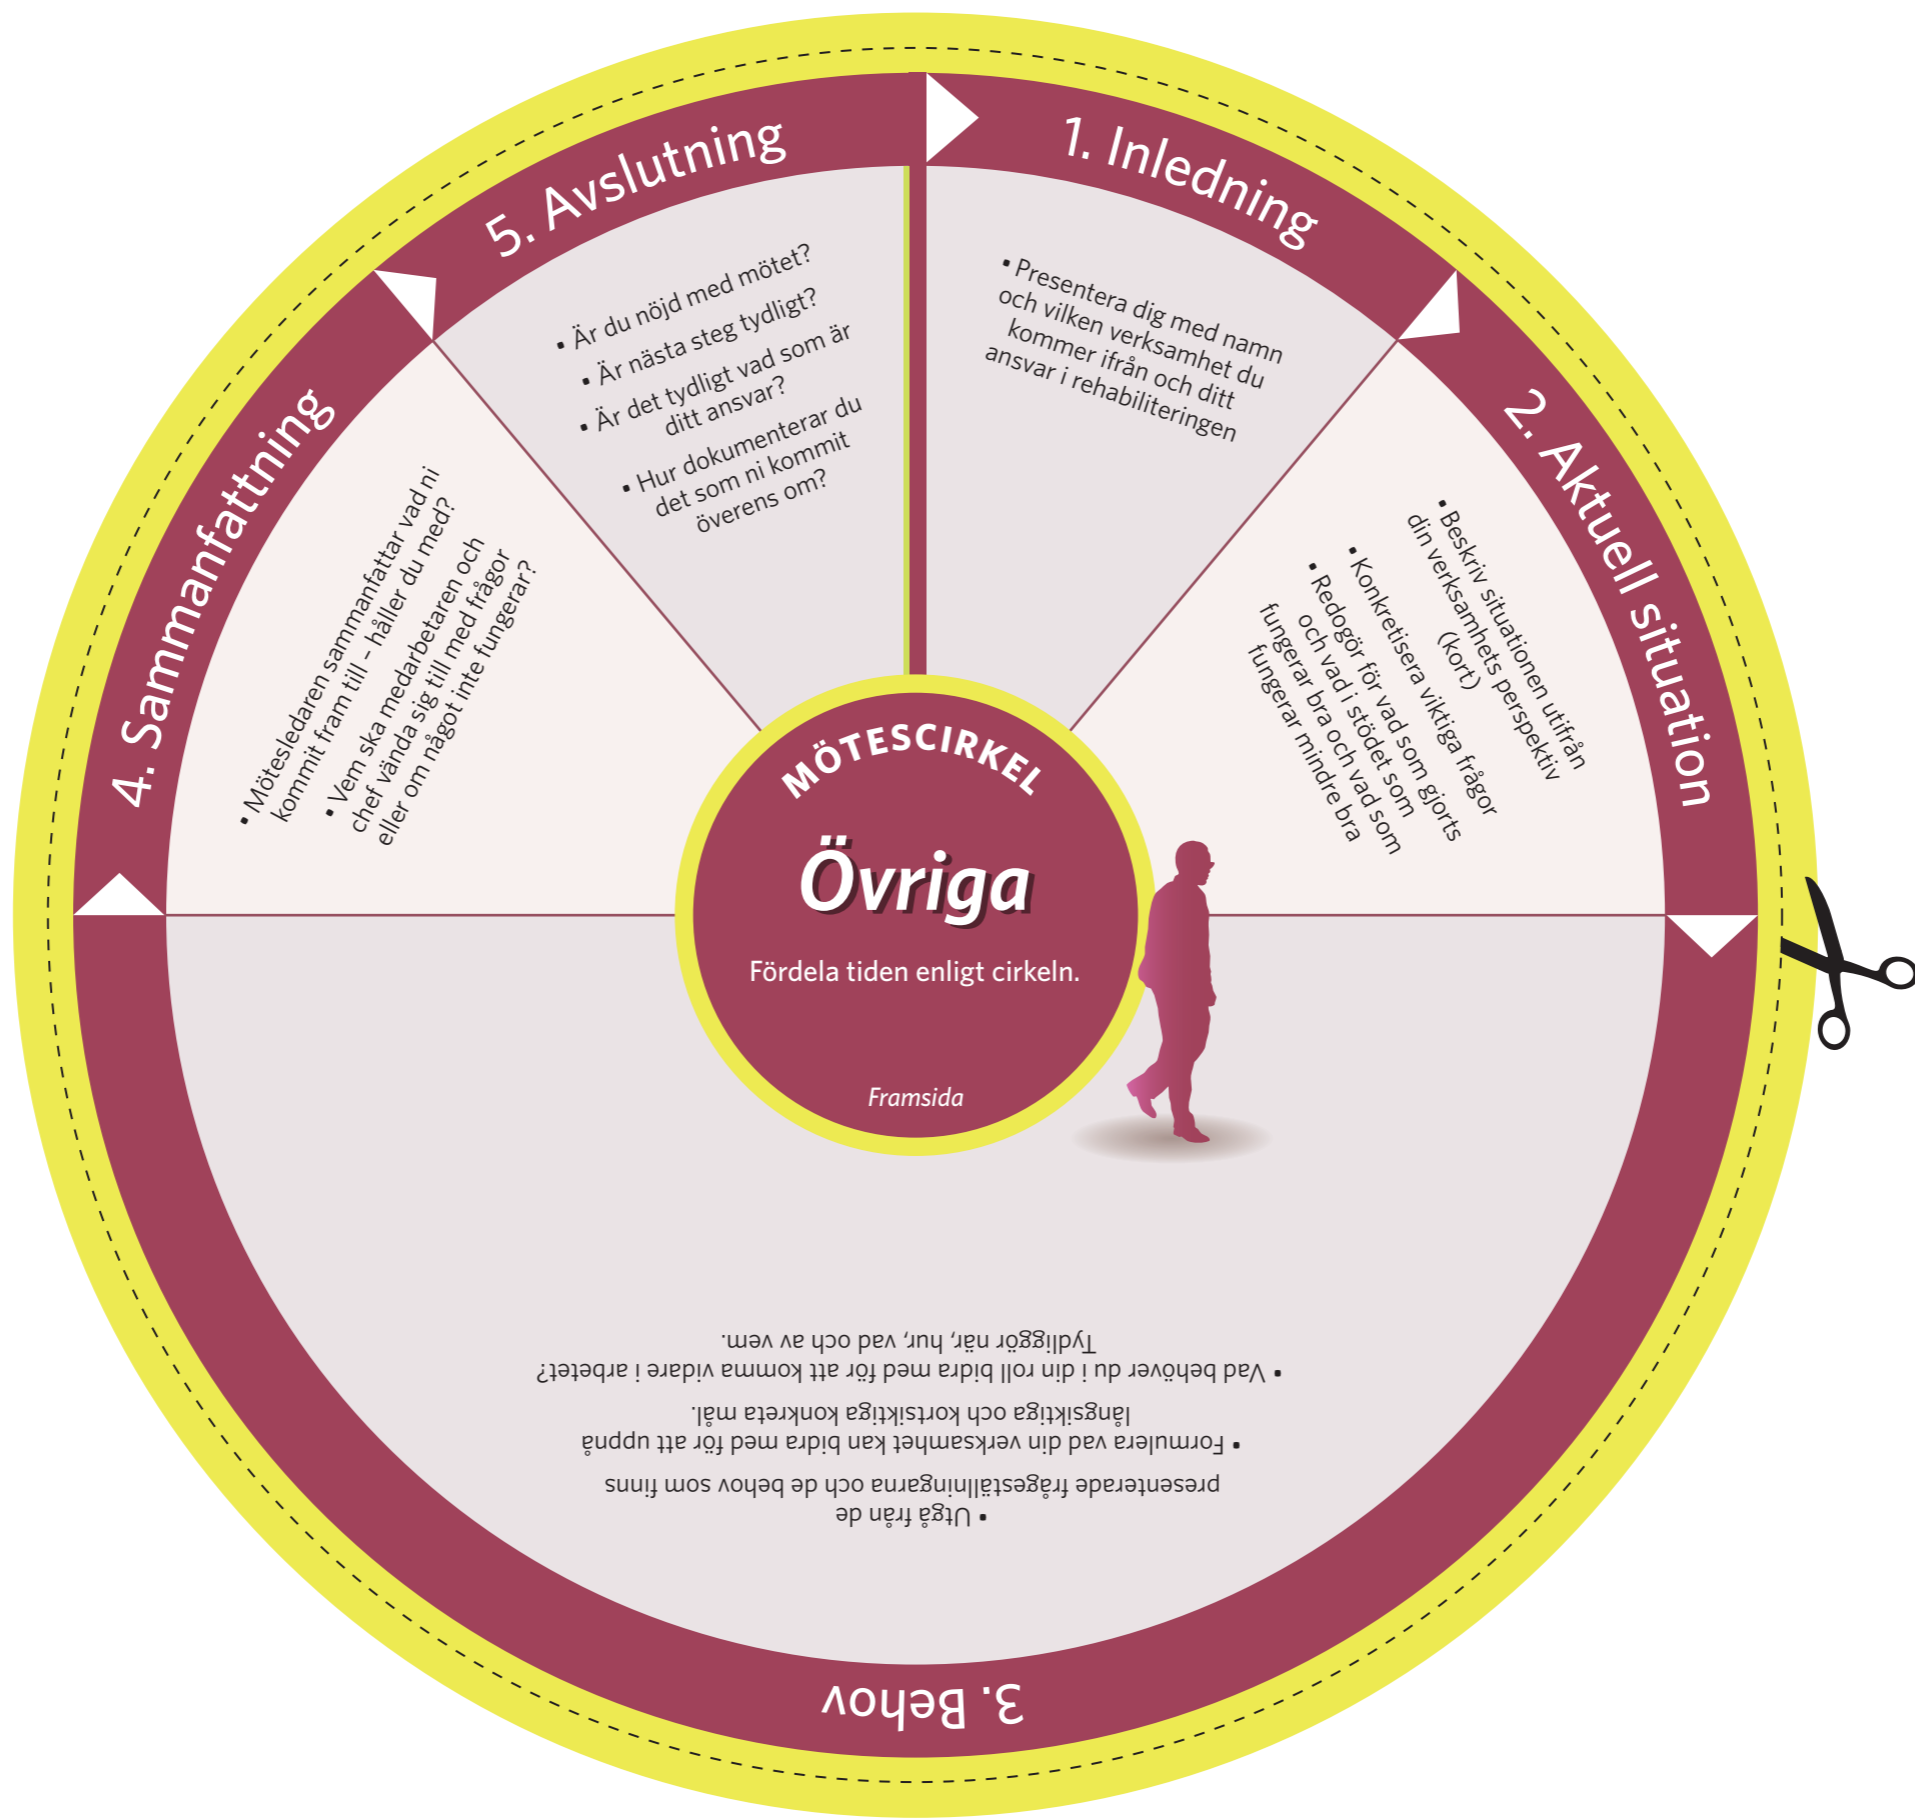 MÖTESCIRKEL
Övriga
Fördela tiden enligt cirkeln.
Framsida
1. Inledning
▪ Presentera dig med namn
och vilken verksamhet du
kommer ifrån och ditt
ansvar i rehabiliteringen
2. Aktuell situation
▪ Beskriv situationen utifrån
din verksamhets perspektiv
(kort)
▪ Konkretisera viktiga frågor
▪ Redogör för vad som gjorts
och vad i stödet som
fungerar bra och vad som
fungerar mindre bra
3. Behov
▪ Utgå från de
presenterade frågeställningarna och de behov som finns
▪ Formulera vad din verksamhet kan bidra med för att uppnå
långsiktiga och kortsiktiga konkreta mål.
▪ Vad behöver du i din roll bidra med för att komma vidare i arbetet?
Tydliggör när, hur, vad och av vem.
4. Sammanfattning
▪ Mötesledaren sammanfattar vad ni
kommit fram till – håller du med?
▪ Vem ska medarbetaren och
chef vända sig till med frågor
eller om något inte fungerar?
5. Avslutning
▪ Är du nöjd med mötet?
▪ Är nästa steg tydligt?
▪ Är det tydligt vad som är
ditt ansvar?
▪ Hur dokumenterar du
det som ni kommit
överens om?